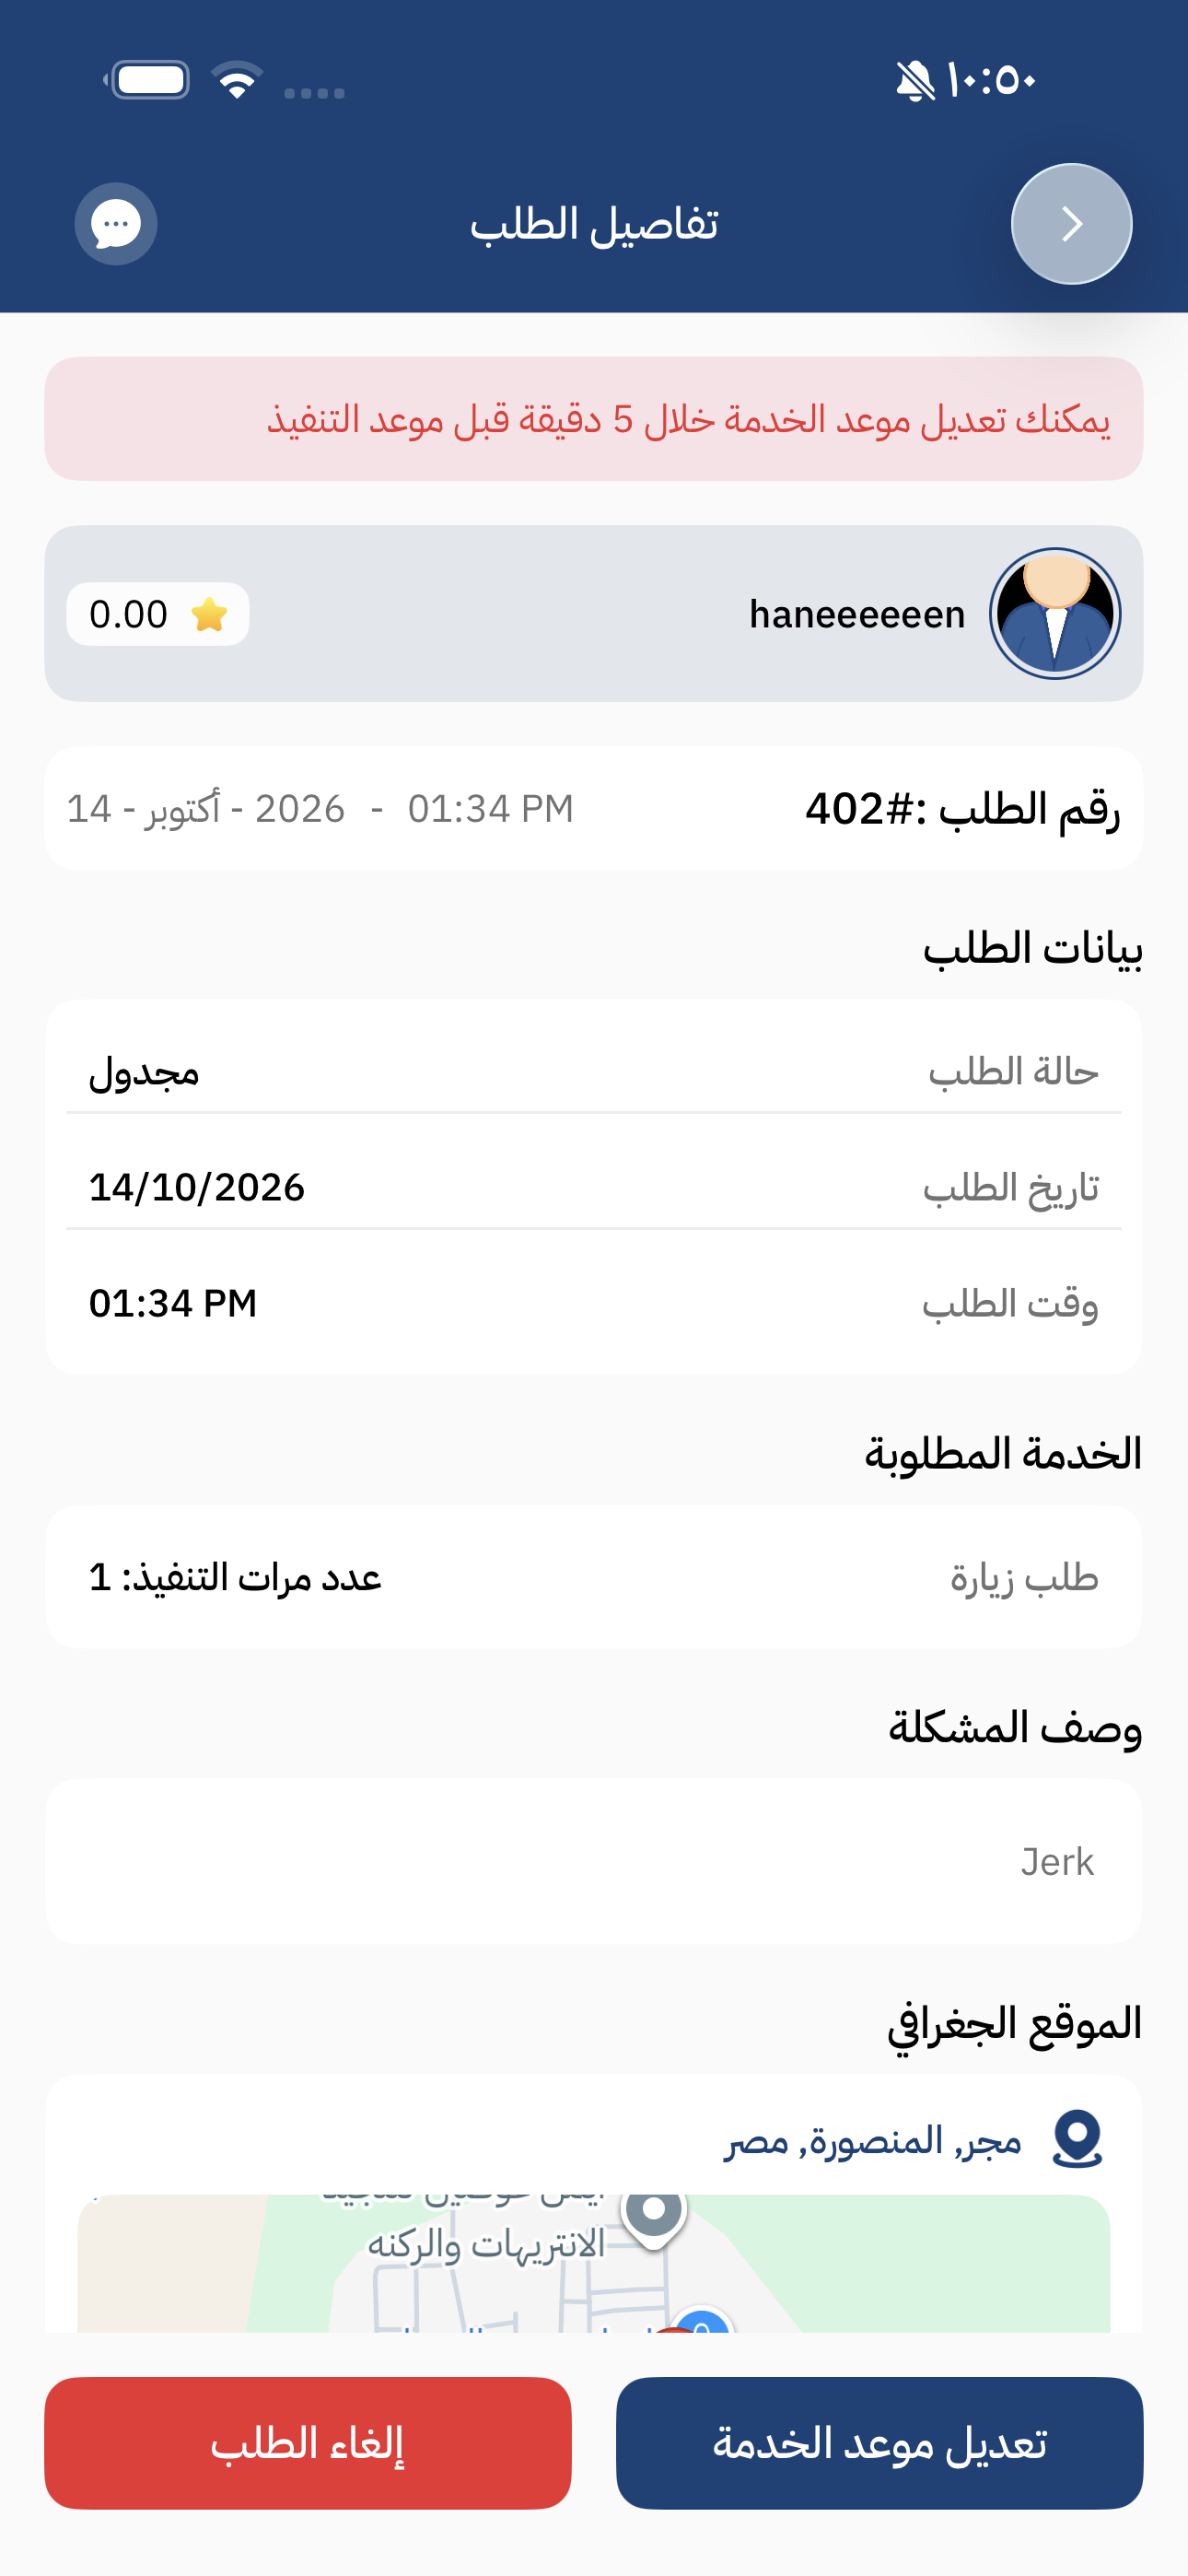 ١٠:٥٠
تفاصيل الطلب
يمكنك تعديل موعد الخدمة خلال 5 دقيقة قبل موعد التنفيذ
haneeeeeen
0.00
رقم الطلب :#402
14 - أكتوبر - 2026 - 01:34 PM
بيانات الطلب
حالة الطلب مجدول
تاريخ الطلب 14/10/2026
وقت الطلب 01:34 PM
الخدمة المطلوبة
طلب زيارة عدد مرات التنفيذ: 1
وصف المشكلة
Jerk
الموقع الجغرافي
مجر, المنصورة, مصر
الانتريهات والركنه
تعديل موعد الخدمة
إلغاء الطلب